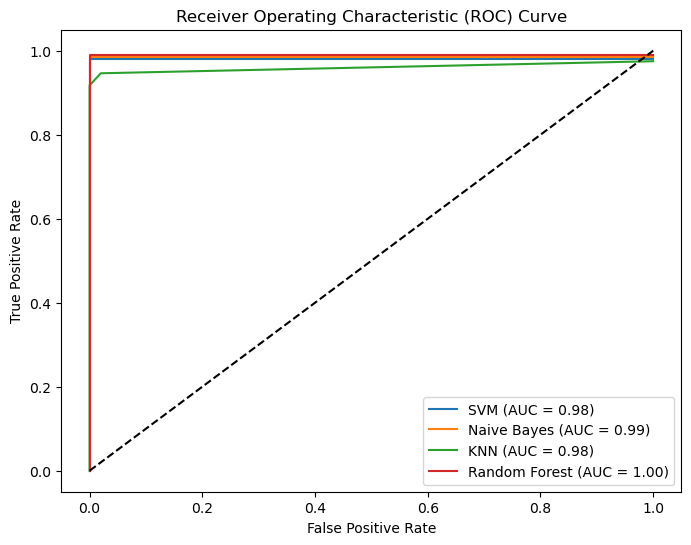 Receiver Operating Characteristic (ROC) Curve
1.0
0.8
0.6
0.4
0.2
0.0
True Positive Rate
SVM (AUC = 0.98)
Naive Bayes (AUC = 0.99)
KNN (AUC = 0.98)
Random Forest (AUC = 1.00)
0.0 0.2 0.4 0.6 0.8 1.0
False Positive Rate